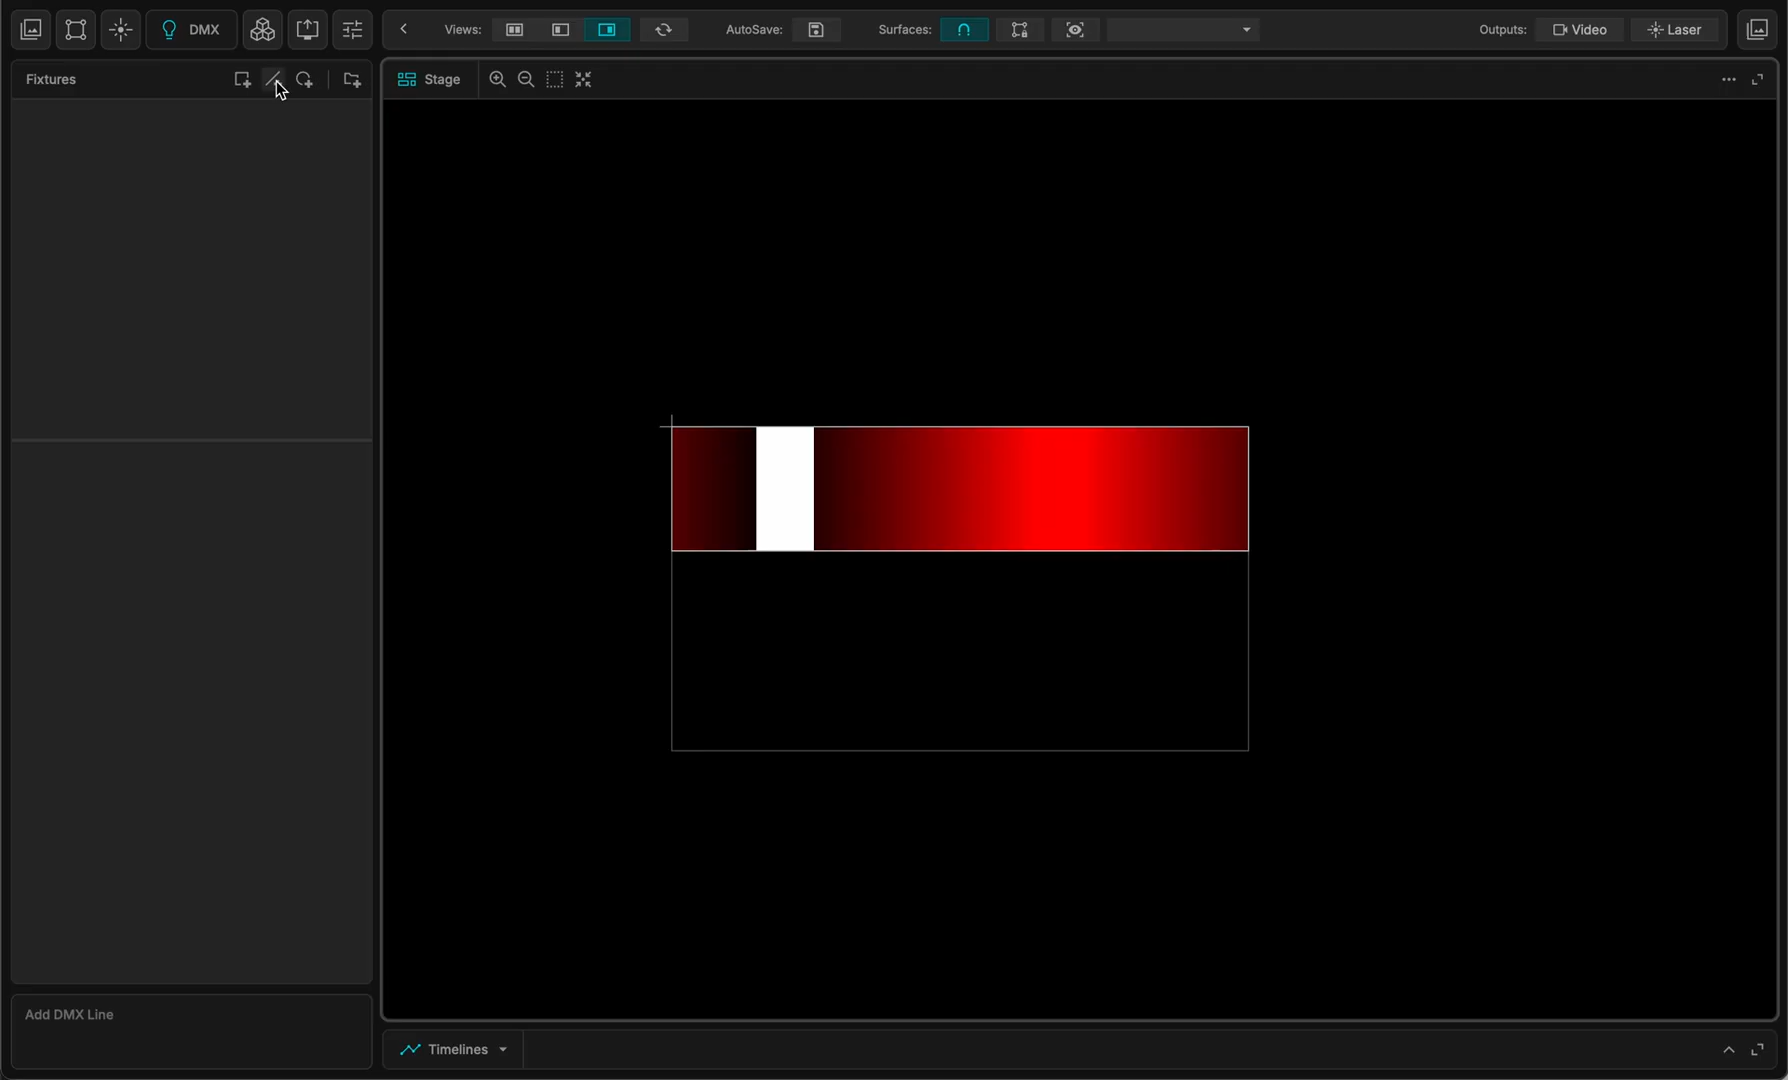 DMX
Views:
AutoSave:
Surfaces:
Outputs:
Video
Laser
Fixtures
Stage
Add DMX Line
Timelines